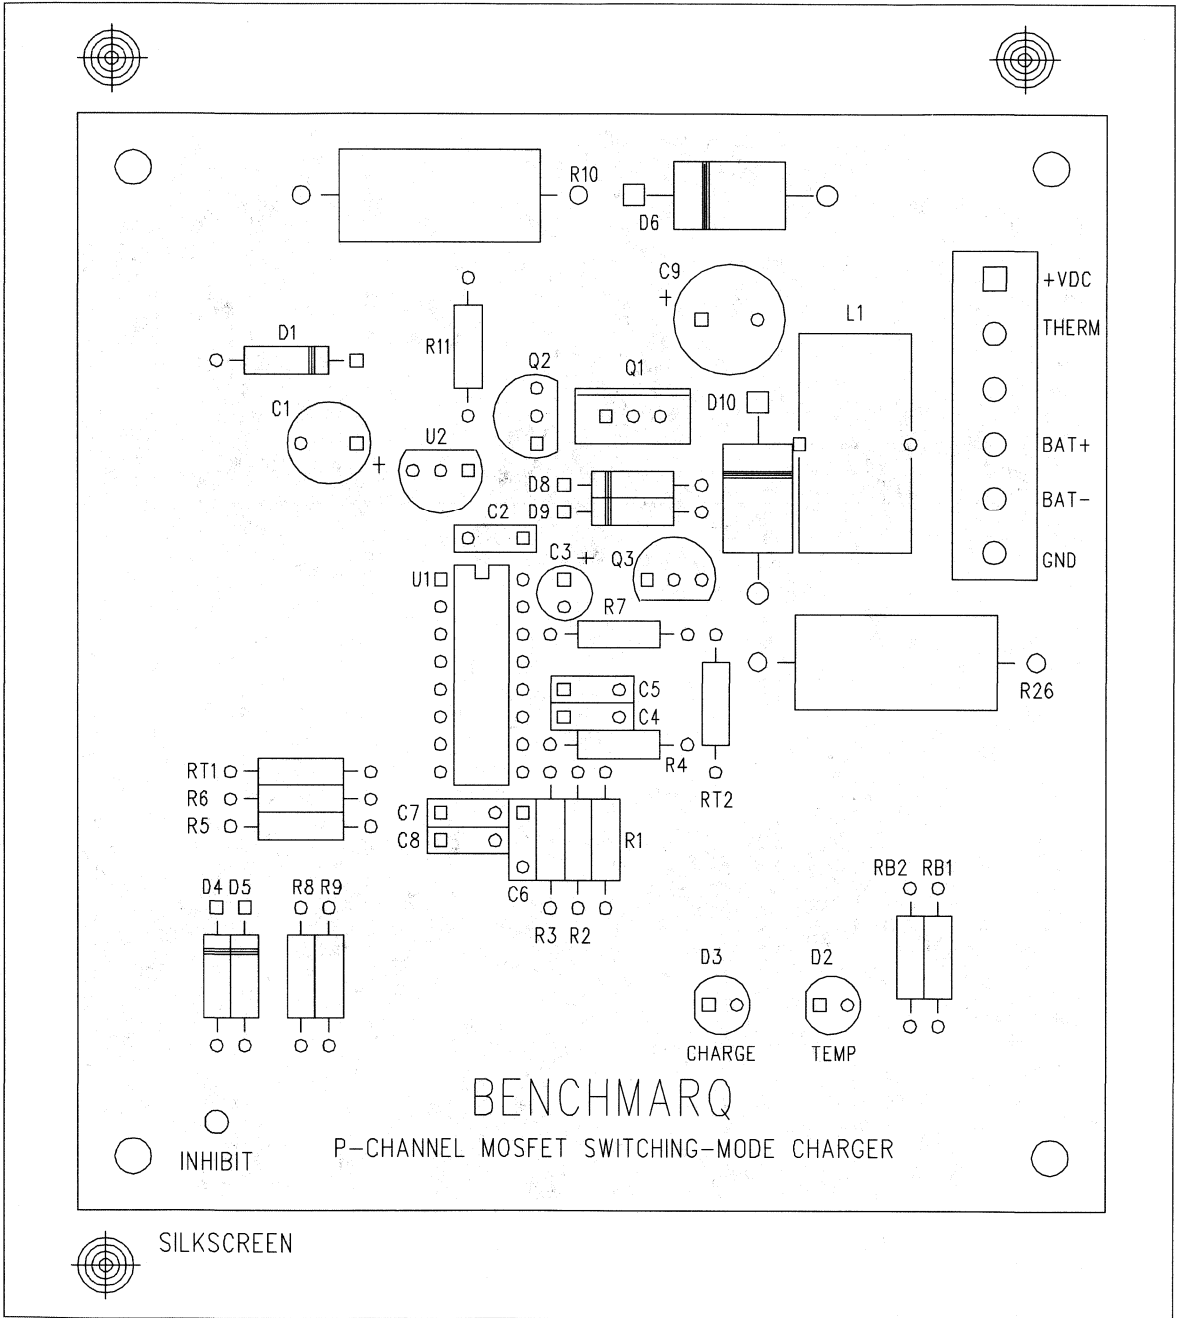 R10
D6
C9
+
+VDC
L1
THERM
D1
R11
Q2
Q1
D10
C1
+
U2
BAT+
D8
D9
BAT-
C2
C3 +
Q3
GND
U1
R7
C5
R26
C4
R4
RT1
RT2
R6
R5
C7
C8
R1
C6
RB2 RB1
D4 D5
R8 R9
R3 R2
D3
D2
CHARGE
TEMP
BENCHMARQ
INHIBIT
P-CHANNEL MOSFET SWITCHING-MODE CHARGER
SILKSCREEN